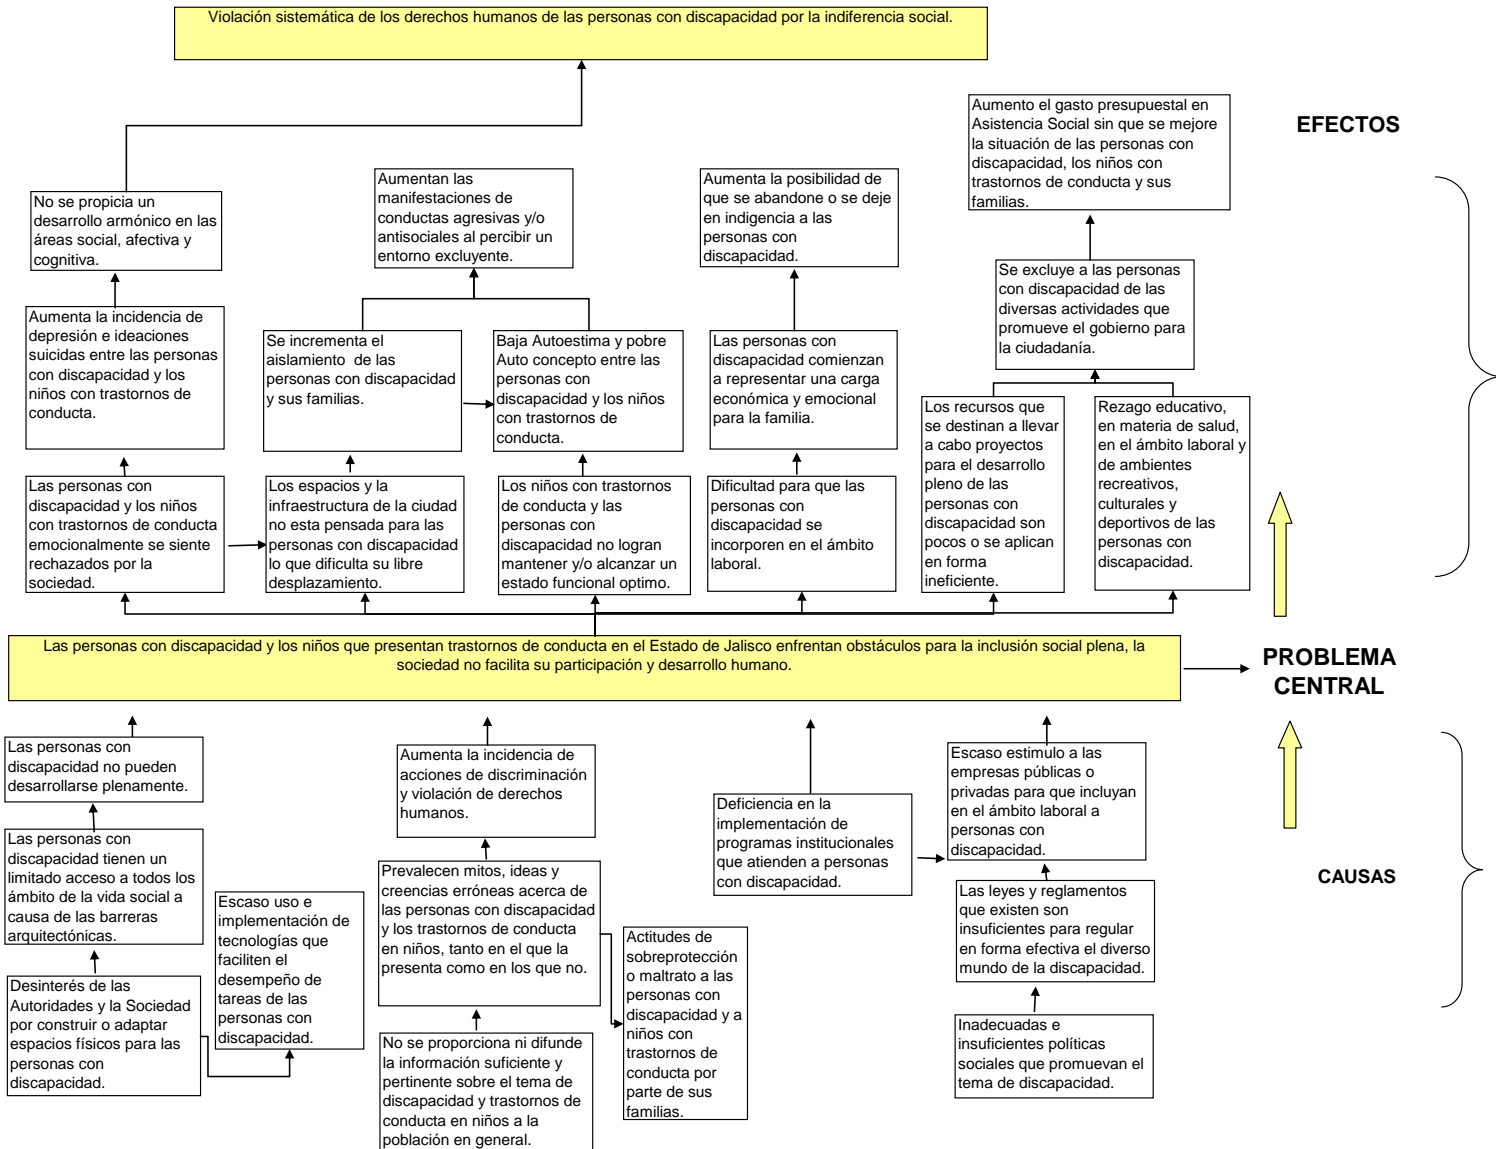 Violación sistemática de los derechos humanos de las personas con discapacidad por la indiferencia social.
Aumento el gasto presupuestal en
Asistencia Social sin que se mejore
la situación de las personas con
discapacidad, los niños con
trastornos de conducta y sus
familias.
EFECTOS
No se propicia un
desarrollo armónico en las
áreas social, afectiva y
cognitiva.
Aumentan las
manifestaciones de
conductas agresivas y/o
antisociales al percibir un
entorno excluyente.
Aumenta la posibilidad de
que se abandone o se deje
en indigencia a las
personas con
discapacidad.
Se excluye a las personas
con discapacidad de las
diversas actividades que
promueve el gobierno para
la ciudadanía.
Aumenta la incidencia de
depresión e ideaciones
suicidas entre las personas
con discapacidad y los
niños con trastornos de
conducta.
Se incrementa el
aislamiento  de las
personas con discapacidad
y sus familias.
Baja Autoestima y pobre
Auto concepto entre las
personas con
discapacidad y los niños
con trastornos de
conducta.
Las personas con
discapacidad comienzan
a representar una carga
económica y emocional
para la familia.
Los recursos que
se destinan a llevar
a cabo proyectos
para el desarrollo
pleno de las
personas con
discapacidad son
pocos o se aplican
en forma
ineficiente.
Rezago educativo,
en materia de salud,
en el ámbito laboral y
de ambientes
recreativos,
culturales y
deportivos de las
personas con
discapacidad.
Las personas con
discapacidad y los niños
con trastornos de conducta
emocionalmente se siente
rechazados por la
sociedad.
Los espacios y la
infraestructura de la ciudad
no esta pensada para las
personas con discapacidad
lo que dificulta su libre
desplazamiento.
Los niños con trastornos
de conducta y las
personas con
discapacidad no logran
mantener y/o alcanzar un
estado funcional optimo.
Dificultad para que las
personas con
discapacidad se
incorporen en el ámbito
laboral.
Las personas con discapacidad y los niños que presentan trastornos de conducta en el Estado de Jalisco enfrentan obstáculos para la inclusión social plena, la
sociedad no facilita su participación y desarrollo humano.
PROBLEMA
CENTRAL
Las personas con
discapacidad no pueden
desarrollarse plenamente.
Aumenta la incidencia de
acciones de discriminación
y violación de derechos
humanos.
Deficiencia en la
implementación de
programas institucionales
que atienden a personas
con discapacidad.
Escaso estimulo a las
empresas públicas o
privadas para que incluyan
en el ámbito laboral a
personas con
discapacidad.
Las personas con
discapacidad tienen un
limitado acceso a todos los
ámbito de la vida social a
causa de las barreras
arquitectónicas.
Escaso uso e
implementación de
tecnologías que
faciliten el
desempeño de
tareas de las
personas con
discapacidad.
Prevalecen mitos, ideas y
creencias erróneas acerca de
las personas con discapacidad
y los trastornos de conducta
en niños, tanto en el que la
presenta como en los que no.
Actitudes de
sobreprotección
o maltrato a las
personas con
discapacidad y a
niños con
trastornos de
conducta por
parte de sus
familias.
Las leyes y reglamentos
que existen son
insuficientes para regular
en forma efectiva el diverso
mundo de la discapacidad.
CAUSAS
Desinterés de las
Autoridades y la Sociedad
por construir o adaptar
espacios físicos para las
personas con
discapacidad.
No se proporciona ni difunde
la información suficiente y
pertinente sobre el tema de
discapacidad y trastornos de
conducta en niños a la
población en general.
Inadecuadas e
insuficientes políticas
sociales que promuevan el
tema de discapacidad.